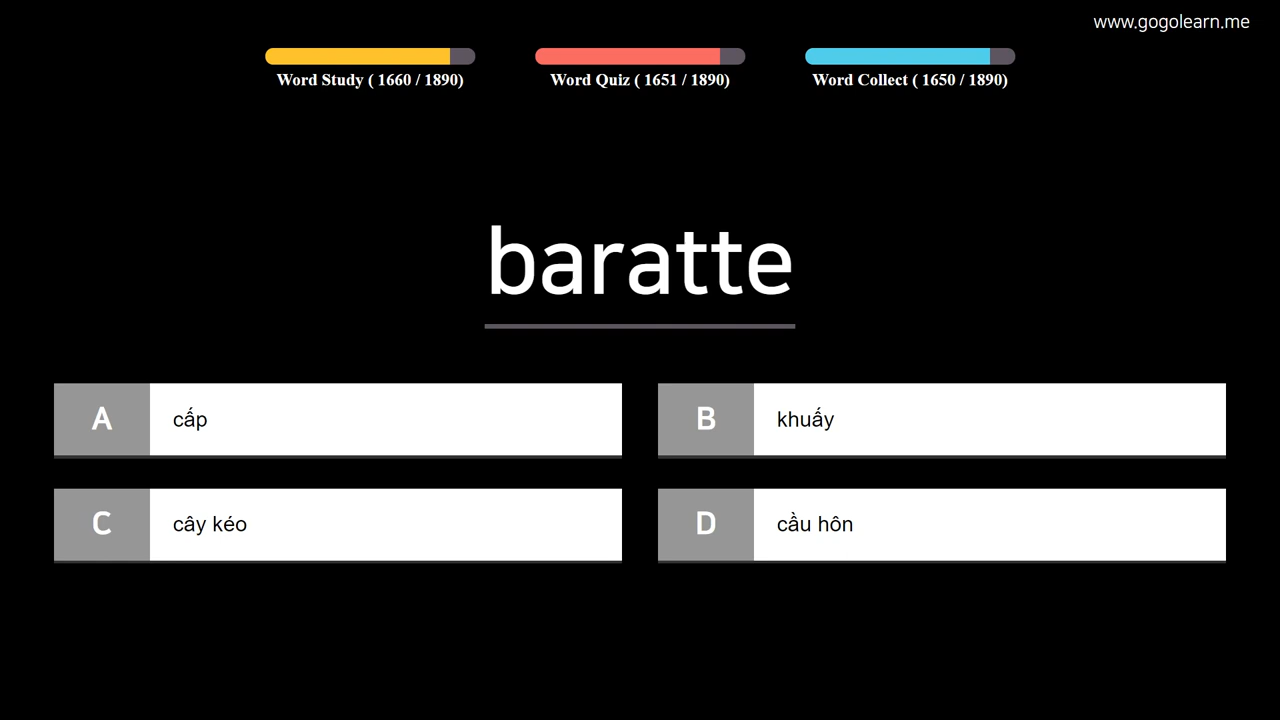 www.gogolearn.me
Word Study ( 1660 / 1890)
Word Quiz ( 1651 / 1890)
Word Collect ( 1650 / 1890)
baratte
A cấp
B khuấy
C cây kéo
D cầu hôn